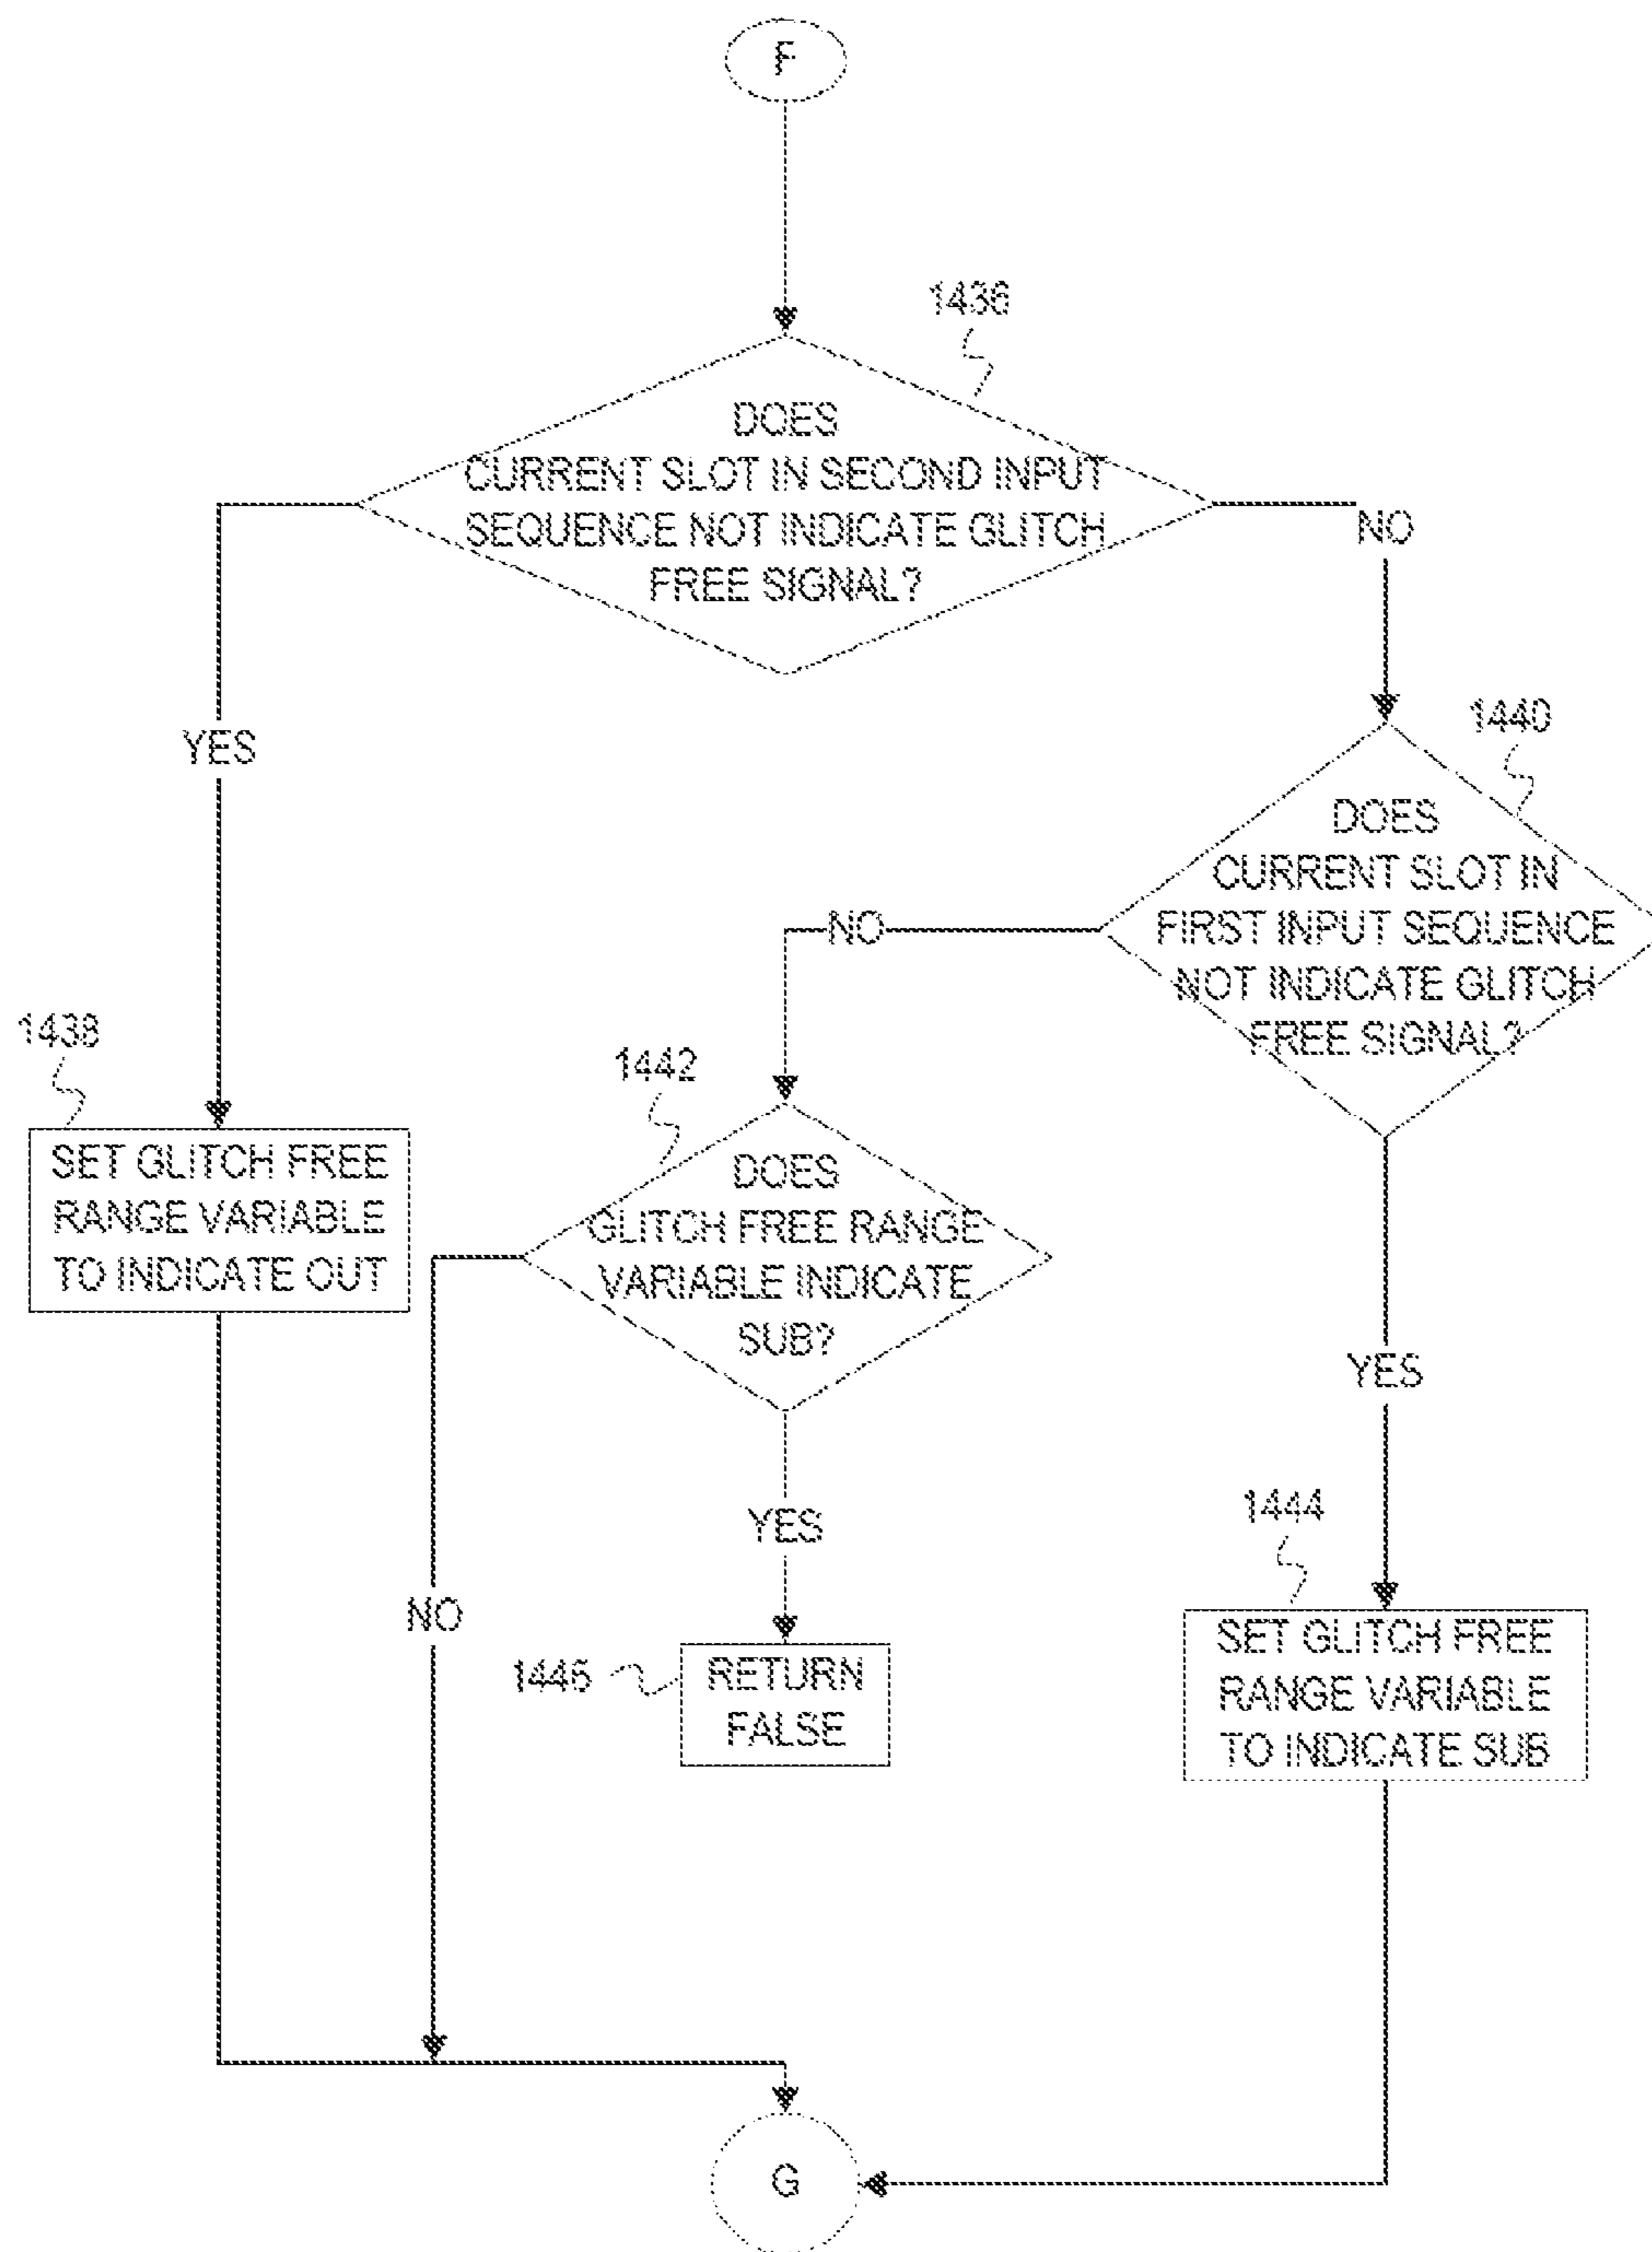 F
1436
DOES
CURRENT SLOT IN SECOND INPUT
SEQUENCE NOT INDICATE GLITCH
FREE SIGNAL?
NO
YES
1440
DOES
CURRENT SLOT IN
FIRST INPUT SEQUENCE
NOT INDICATE GLITCH
FREE SIGNAL?
NO
1438
SET GLITCH FREE
RANGE VARIABLE
TO INDICATE OUT
1442
DOES
GLITCH FREE RANGE
VARIABLE INDICATE
SUB?
YES
NO
YES
1444
SET GLITCH FREE
RANGE VARIABLE
TO INDICATE SUB
1446
RETURN
FALSE
G